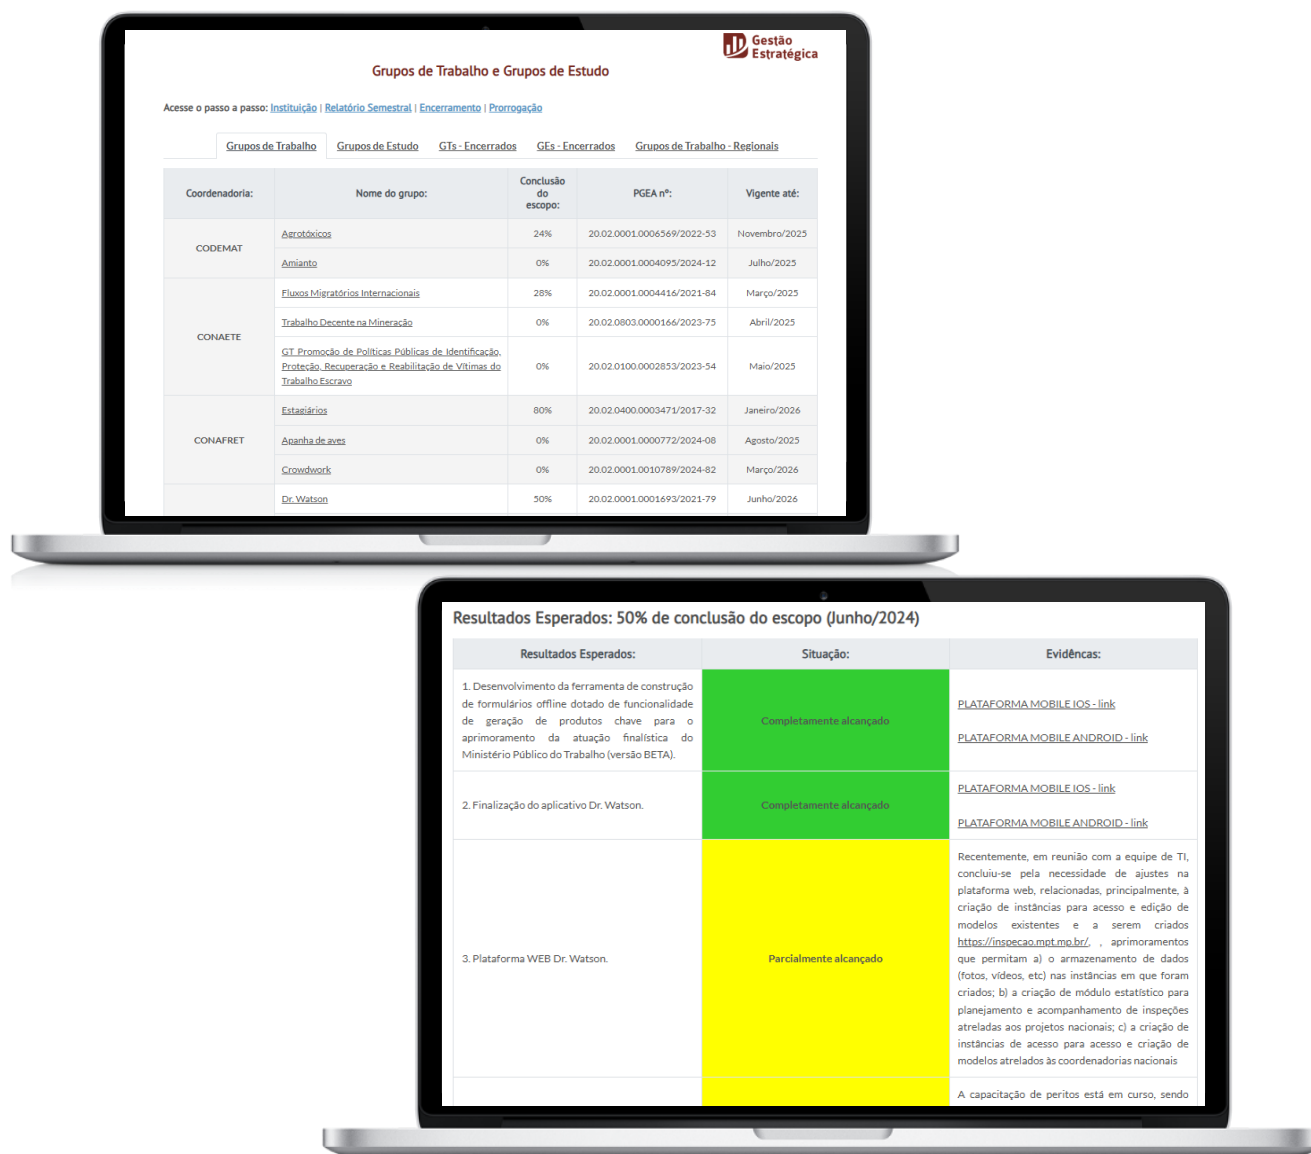 Gestão
Estratégica
Grupos de Trabalho e Grupos de Estudo
Acesse o passo a passo: Instituição | Relatório Semestral | Encerramento | Prorrogação
Grupos de Trabalho Grupos de Estudo GTs - Encerrados GEs - Encerrados Grupos de Trabalho - Regionais
Coordenadoria: Nome do grupo: Conclusão do escopo: PGEA nº: Vigente até:
CODEMAT
Agrotóxicos 24% 20.02.0001.0006569/2022-53 Novembro/2025
Amianto 0% 20.02.0001.0004095/2024-12 Julho/2025
CONAETE
Fluxos Migratórios Internacionais 28% 20.02.0001.0004416/2021-84 Março/2025
Trabalho Decente na Mineração 0% 20.02.0803.0000166/2023-75 Abril/2025
GT Promoção de Políticas Públicas de Identificação,
Proteção, Recuperação e Reabilitação de Vítimas do
Trabalho Escravo
0% 20.02.0100.0002853/2023-54 Maio/2025
CONAFRET
Estagiários 80% 20.02.0400.0003471/2017-32 Janeiro/2026
Apanha de aves 0% 20.02.0001.0000772/2024-08 Agosto/2025
Crowdwork 0% 20.02.0001.0010789/2024-82 Março/2026
Dr. Watson 50% 20.02.0001.0001693/2021-79 Junho/2026
Resultados Esperados: 50% de conclusão do escopo (Junho/2024)
Resultados Esperados: Situação: Evidêncas:
1. Desenvolvimento da ferramenta de construção
de formulários offline dotado de funcionalidade
de geração de produtos chave para o
aprimoramento da atuação finalística do
Ministério Público do Trabalho (versão BETA).
Completamente alcançado
PLATAFORMA MOBILE IOS - link
PLATAFORMA MOBILE ANDROID - link
2. Finalização do aplicativo Dr. Watson.
Completamente alcançado
PLATAFORMA MOBILE IOS - link
PLATAFORMA MOBILE ANDROID - link
3. Plataforma WEB Dr. Watson.
Parcialmente alcançado
Recentemente, em reunião com a equipe de TI,
concluiu-se pela necessidade de ajustes na
plataforma web, relacionadas, principalmente, à
criação de instâncias para acesso e edição de
modelos existentes e a serem criados
https://inspecao.mpt.mp.br/, , aprimoramentos
que permitam a) o armazenamento de dados
(fotos, vídeos, etc) nas instâncias em que foram
criados; b) a criação de módulo estatístico para
planejamento e acompanhamento de inspeções
atreladas aos projetos nacionais; c) a criação de
instâncias de acesso para acesso e criação de
modelos atrelados às coordenadorias nacionais
A capacitação de peritos está em curso, sendo